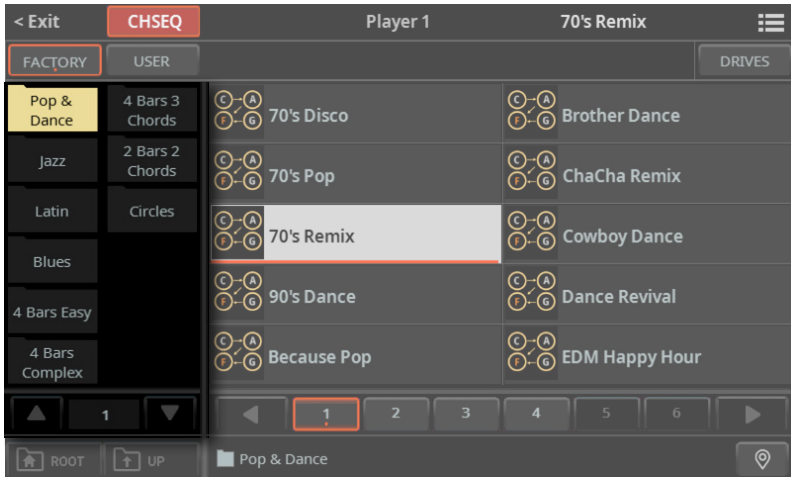 < Exit
CHSEQ
Player 1
70's Remix
FACTORY
USER
DRIVES
Pop &
Dance
4 Bars 3
Chords
Jazz
2 Bars 2
Chords
Latin
Circles
Blues
4 Bars Easy
4 Bars
Complex
C A
F G
70's Disco
C A
F G
Brother Dance
C A
F G
70's Pop
C A
F G
ChaCha Remix
C A
F G
70's Remix
C A
F G
Cowboy Dance
C A
F G
90's Dance
C A
F G
Dance Revival
C A
F G
Because Pop
C A
F G
EDM Happy Hour
1
1 2 3 4 5 6
ROOT
UP
Pop & Dance